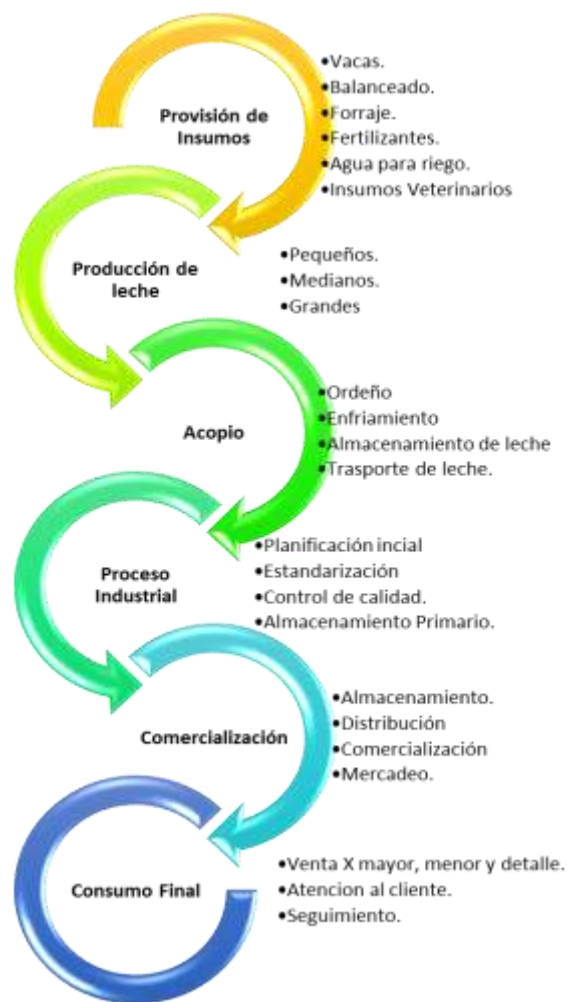 Provisión de
Insumos
•Vacas.
•Balanceado.
•Forraje.
•Fertilizantes.
•Agua para riego.
•Insumos Veterinarios
Producción de
leche
•Pequeños.
•Medianos.
•Grandes
Acopio
•Ordeño
•Enfriamiento
•Almacenamiento de leche
•Trasporte de leche.
Proceso
Industrial
•Planificación incial
•Estandarización
•Control de calidad.
•Almacenamiento Primario.
Comercialización
•Almacenamiento.
•Distribución
•Comercialización
•Mercadeo.
Consumo Final
•Venta X mayor, menor y detalle.
•Atencion al cliente.
•Seguimiento.